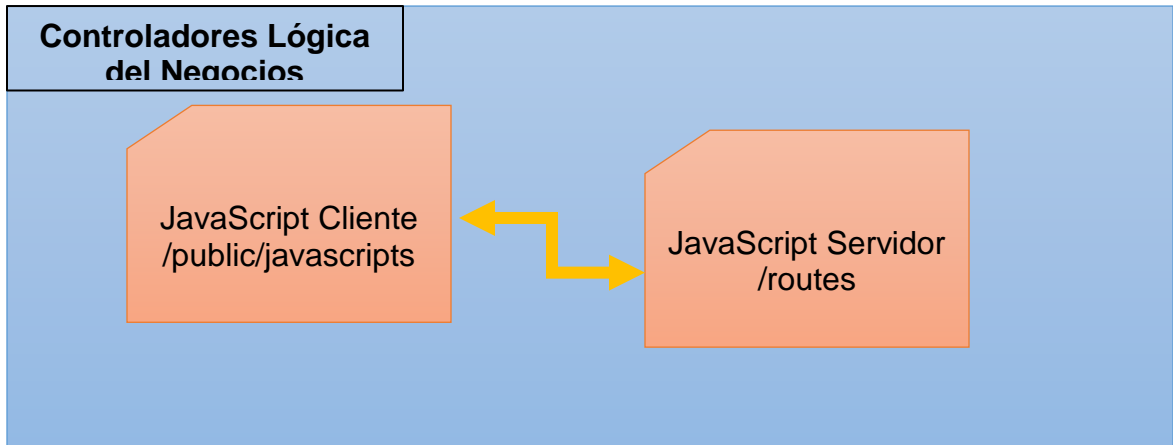 Controladores Lógica
del Negocios
JavaScript Cliente
/public/javascripts
JavaScript Servidor
/routes